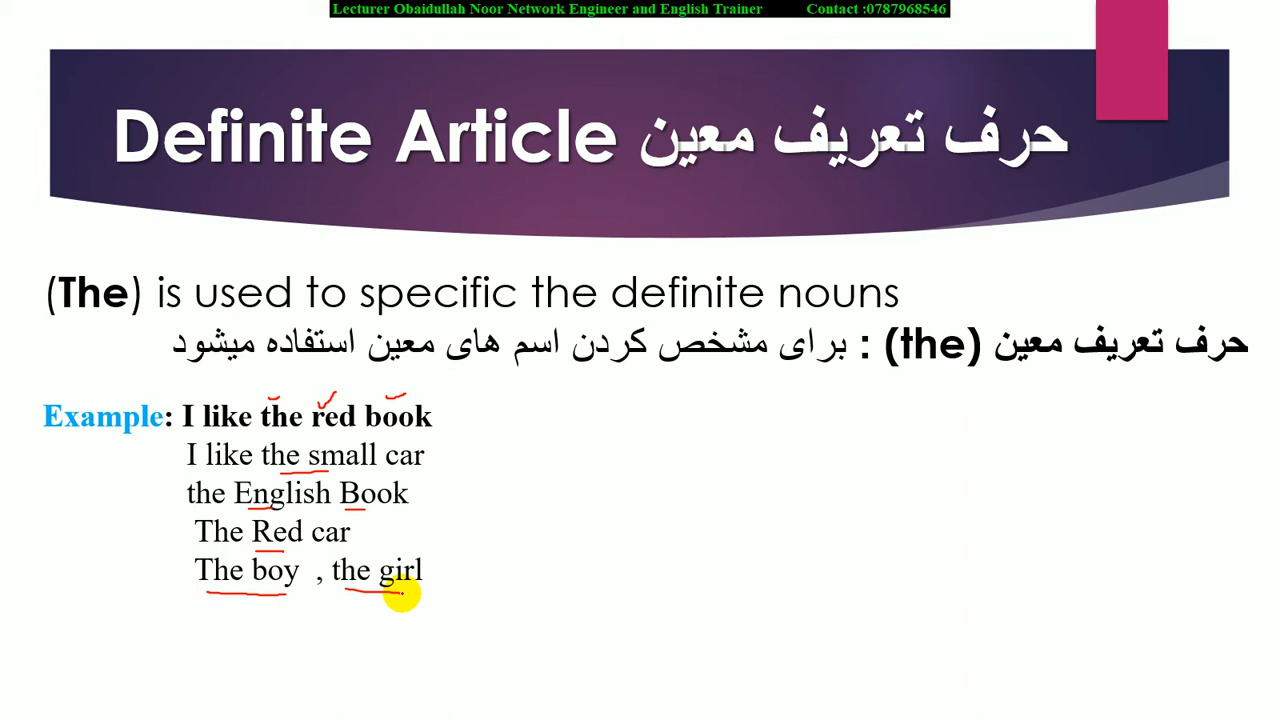 Lecturer Obaidullah Noor Network Engineer and English Trainer Contact :0787968546
Definite Article حرف تعریف معین
(The) is used to specific the definite nouns
حرف تعریف معین (the) : برای مشخص کردن اسم های معین استفاده میشود
Example: I like the red book
I like the small car
the English Book
The Red car
The boy , the girl